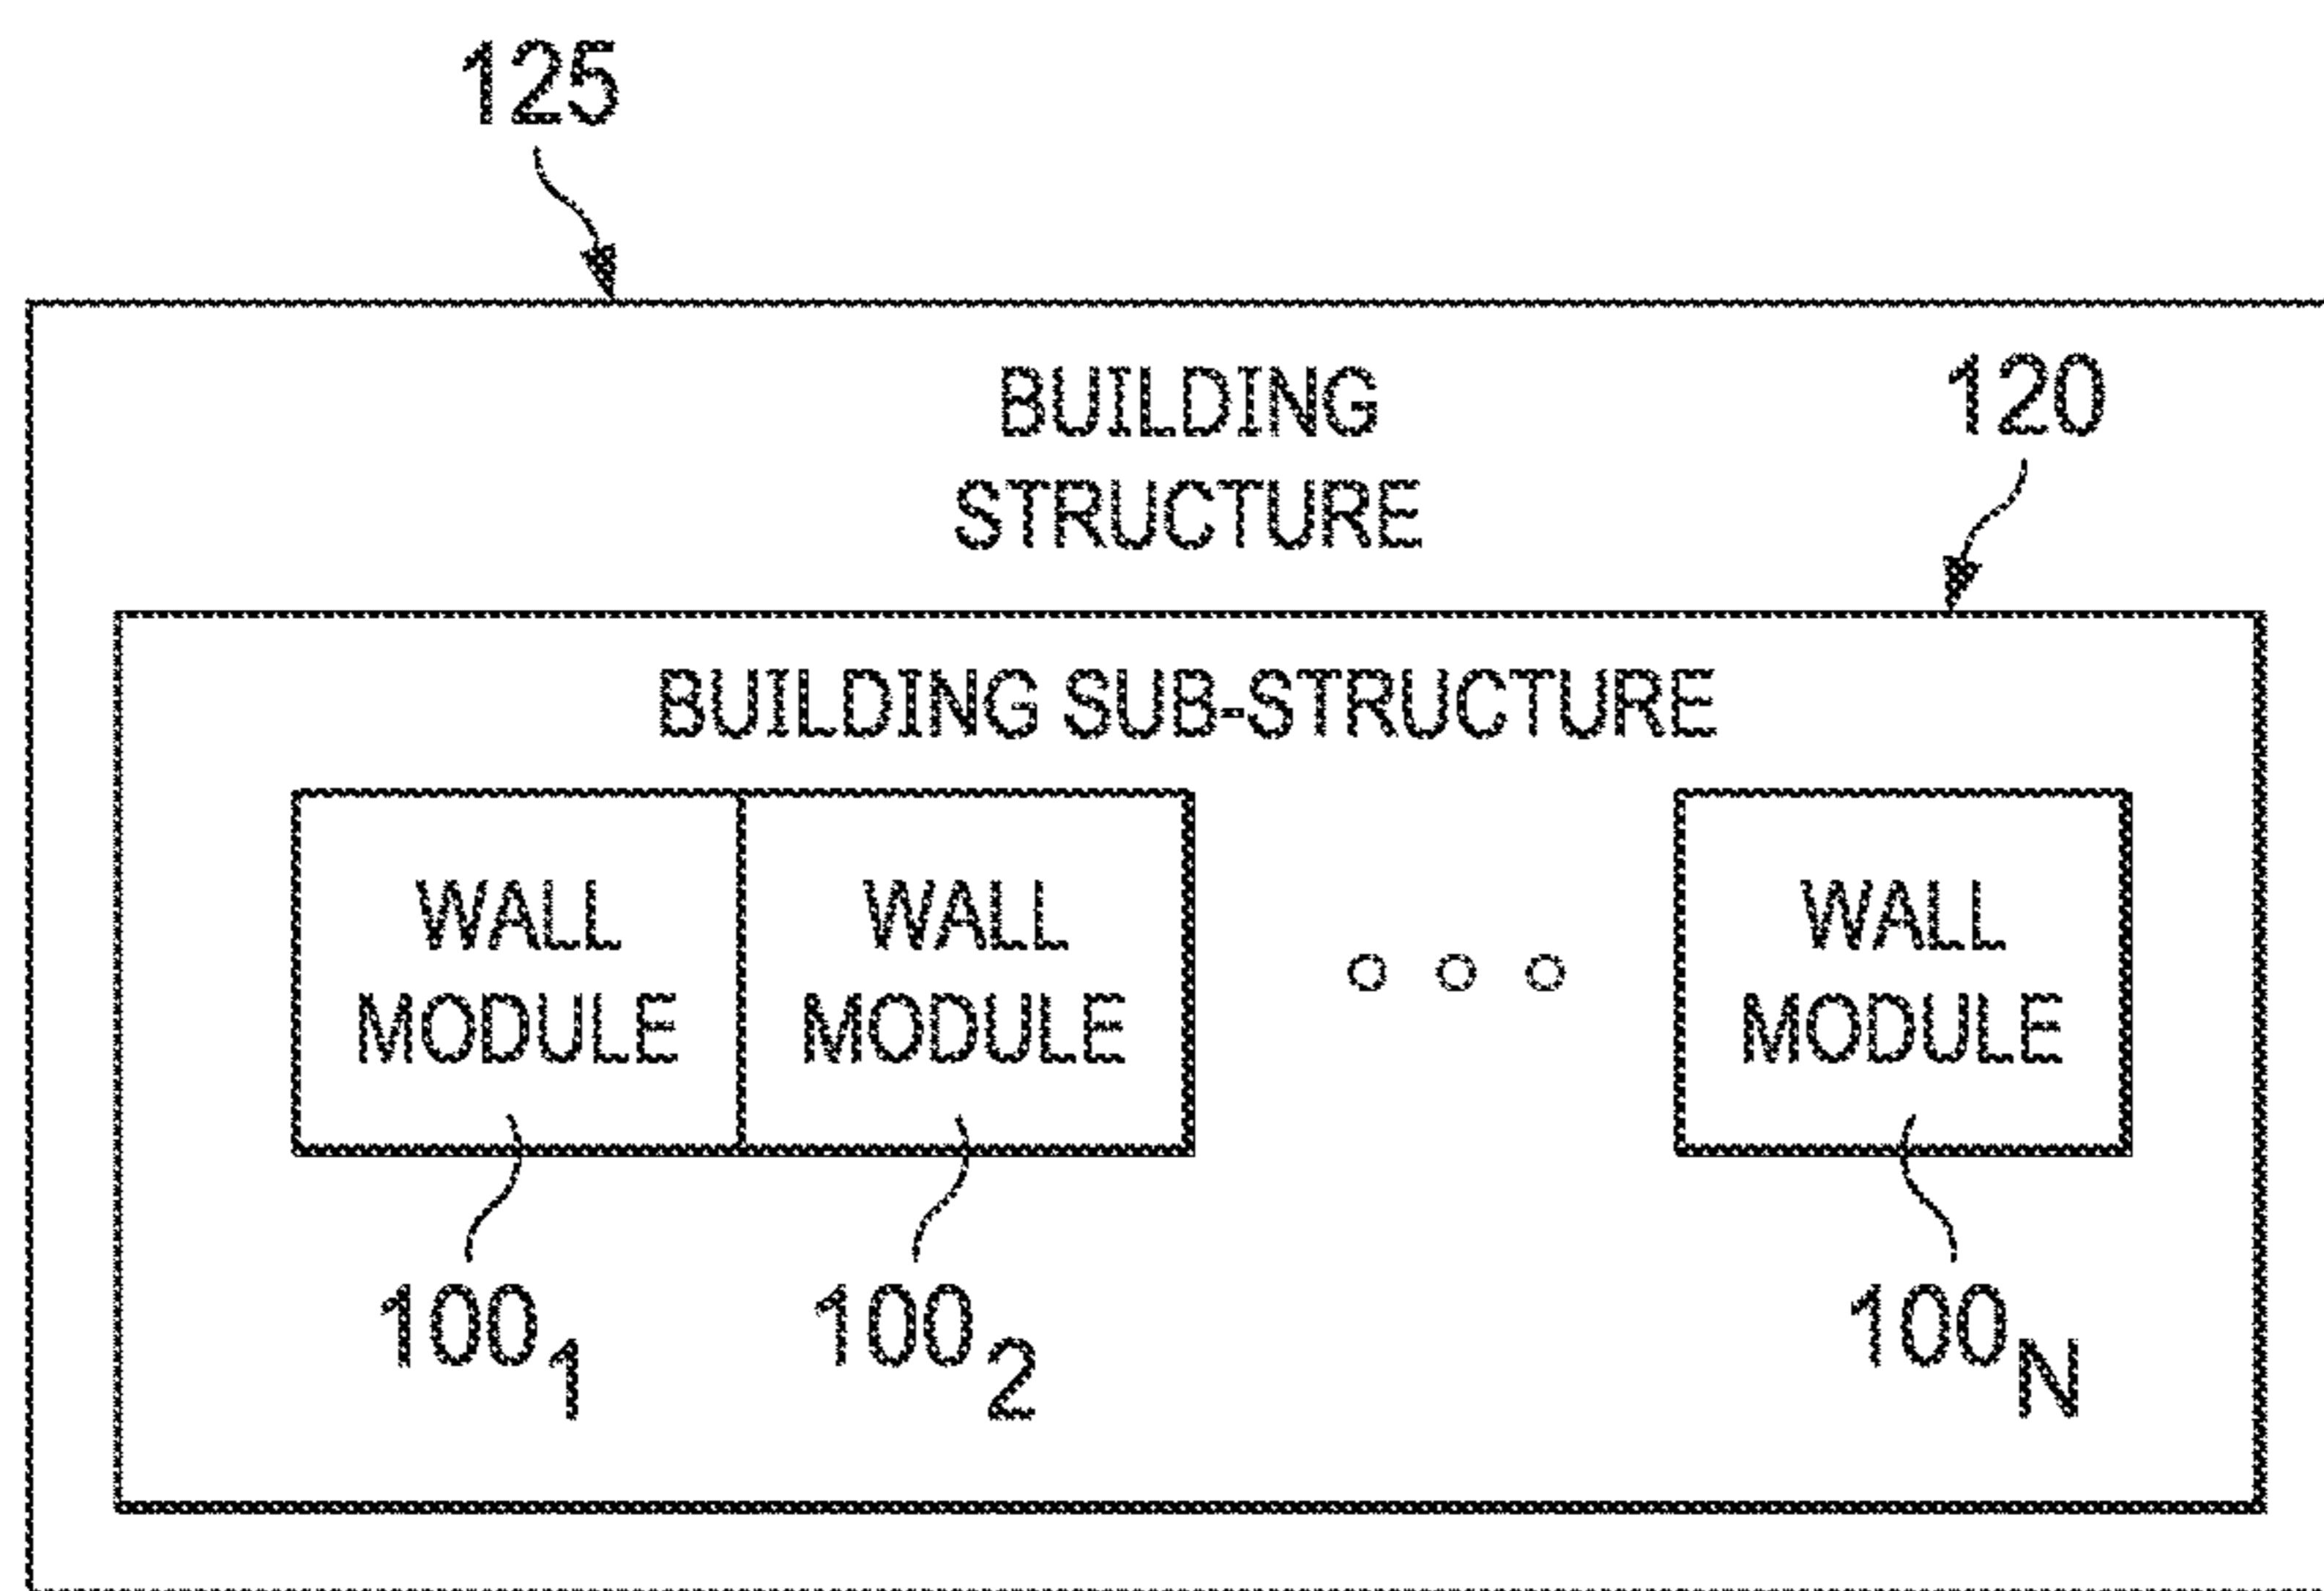 125
BUILDING
STRUCTURE
120
BUILDING SUB-STRUCTURE
WALL
MODULE
WALL
MODULE
WALL
MODULE
100₁
100₂
100N